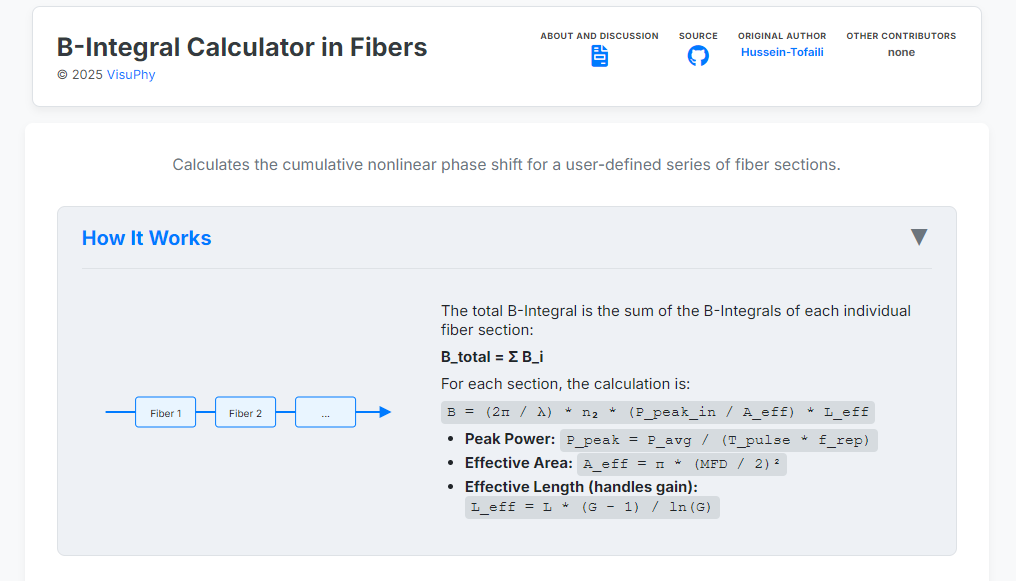 B-Integral Calculator in Fibers
© 2025 VisuPhy
ABOUT AND DISCUSSION
SOURCE
ORIGINAL AUTHOR
Hussein-Tofaili
OTHER CONTRIBUTORS
none
Calculates the cumulative nonlinear phase shift for a user-defined series of fiber sections.
How It Works
▼
Fiber 1
Fiber 2
...
The total B-Integral is the sum of the B-Integrals of each individual
fiber section:
B_total = Σ B_i
For each section, the calculation is:
B = (2π / λ) * n₂ * (P_peak_in / A_eff) * L_eff
• Peak Power: P_peak = P_avg / (T_pulse * f_rep)
• Effective Area: A_eff = π * (MFD / 2)²
• Effective Length (handles gain):
L_eff = L * (G - 1) / ln(G)